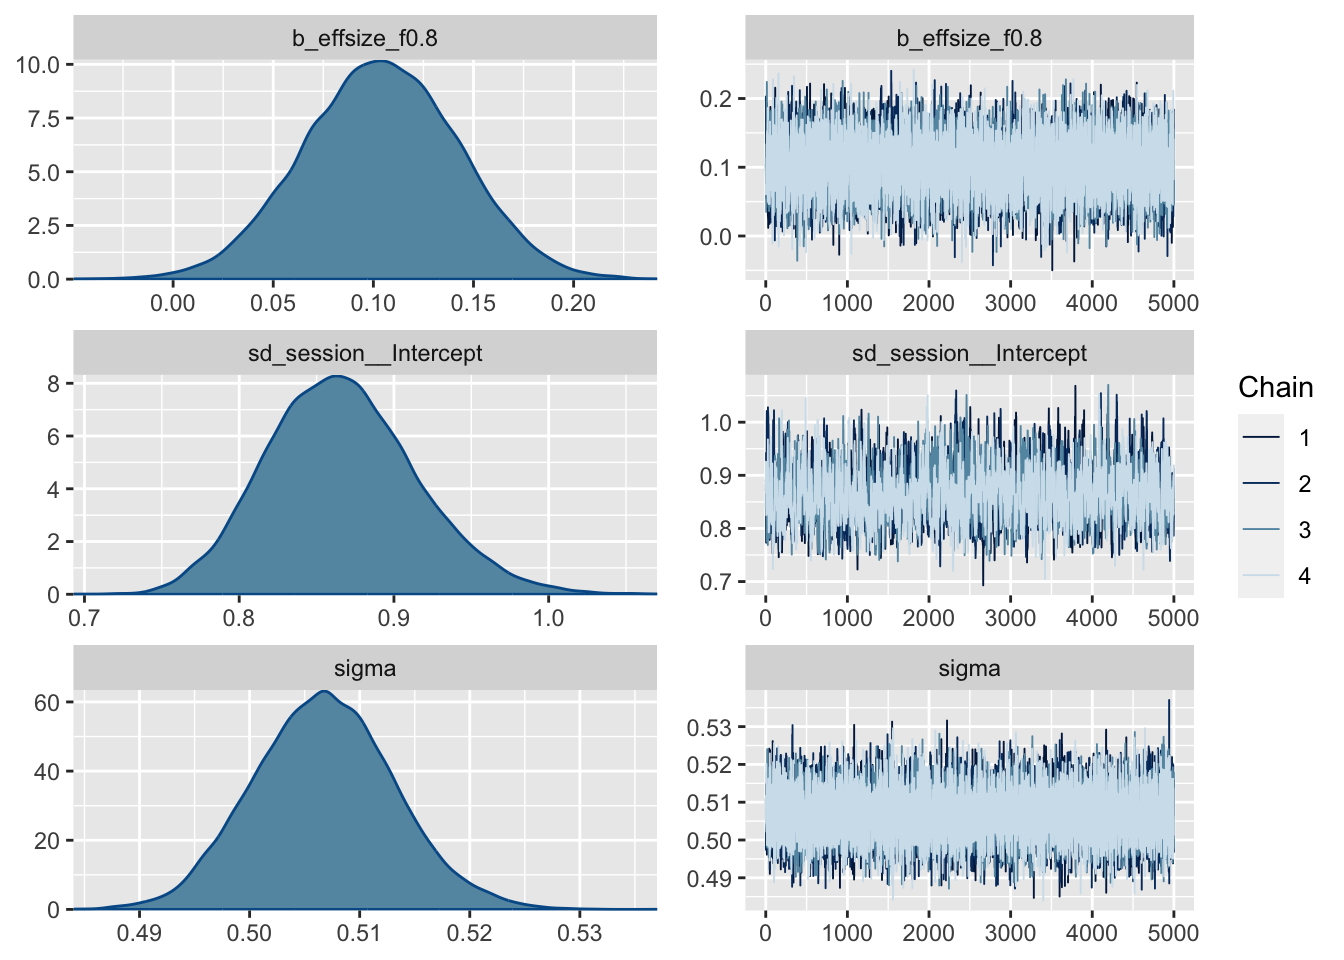 b_effsize_f0.8
10.0
7.5
5.0
2.5
0.0
0.00 0.05 0.10 0.15 0.20
b_effsize_f0.8
0.2
0.1
0.0
0 1000 2000 3000 4000 5000
sd_session__Intercept
8
6
4
2
0
0.7 0.8 0.9 1.0
sd_session__Intercept
1.0
0.9
0.8
0.7
0 1000 2000 3000 4000 5000
sigma
60
40
20
0
0.49 0.50 0.51 0.52 0.53
sigma
0.53
0.52
0.51
0.50
0.49
0 1000 2000 3000 4000 5000
Chain
1
2
3
4